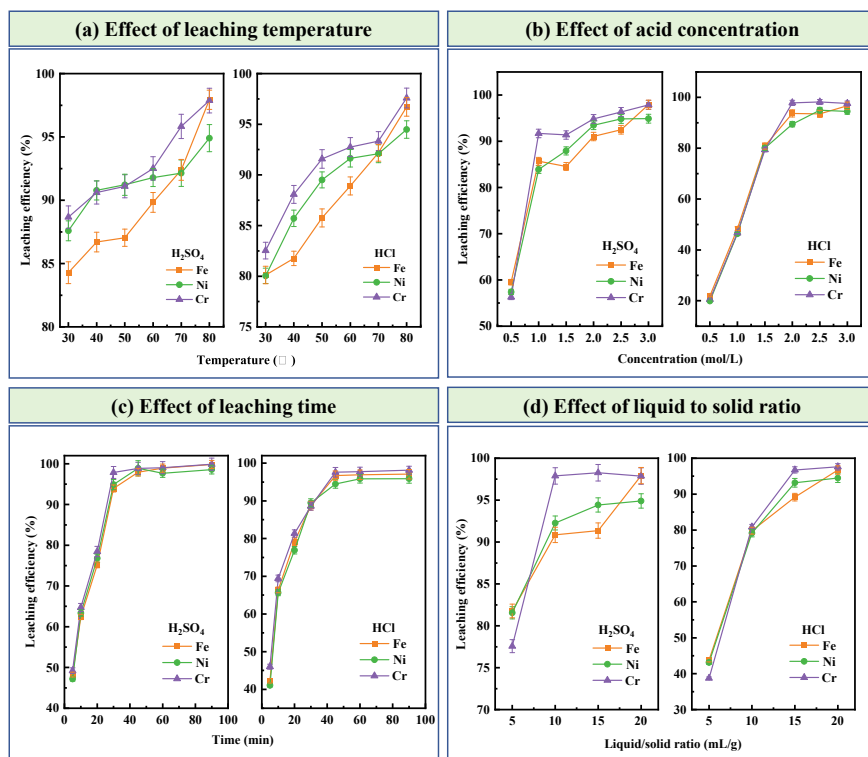 (a) Effect of leaching temperature
Leaching efficiency (%)
100
95
90
85
80
30 40 50 60 70 80
H₂SO₄
Fe
Ni
Cr
100
95
90
85
80
75
30 40 50 60 70 80
HCl
Fe
Ni
Cr
Temperature (□)
(b) Effect of acid concentration
Leaching efficiency (%)
105
100
95
90
85
80
75
70
65
60
55
50
0.5 1.0 1.5 2.0 2.5 3.0
H₂SO₄
Fe
Ni
Cr
100
80
60
40
20
0.5 1.0 1.5 2.0 2.5 3.0
HCl
Fe
Ni
Cr
Concentration (mol/L)
(c) Effect of leaching time
Leaching efficiency (%)
100
90
80
70
60
50
40
0 20 40 60 80 100
H₂SO₄
Fe
Ni
Cr
100
90
80
70
60
50
40
0 20 40 60 80 100
HCl
Fe
Ni
Cr
Time (min)
(d) Effect of liquid to solid ratio
Leaching efficiency (%)
100
95
90
85
80
75
70
5 10 15 20
H₂SO₄
Fe
Ni
Cr
100
90
80
70
60
50
40
30
5 10 15 20
HCl
Fe
Ni
Cr
Liquid/solid ratio (mL/g)